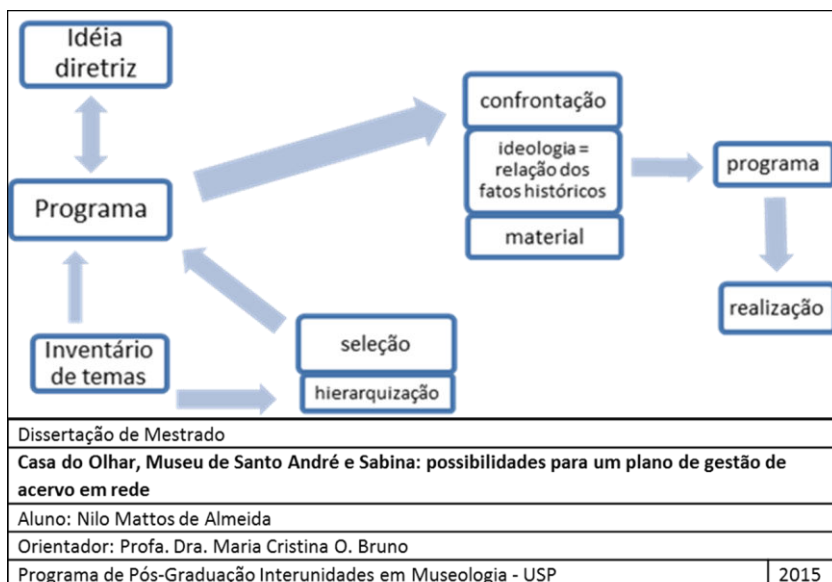 Idéia
diretriz
Programa
Inventário
de temas
seleção
hierarquização
confrontação
ideologia =
relação dos
fatos históricos
material
programa
realização
Dissertação de Mestrado
Casa do Olhar, Museu de Santo André e Sabina: possibilidades para um plano de gestão de
acervo em rede
Aluno: Nilo Mattos de Almeida
Orientador: Profa. Dra. Maria Cristina O. Bruno
Programa de Pós-Graduação Interunidades em Museologia - USP 2015